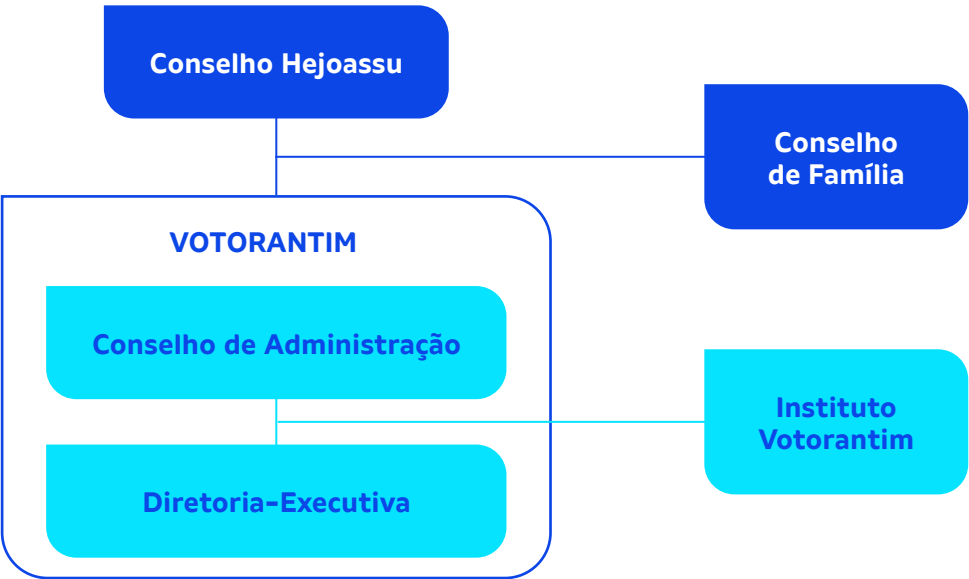 Conselho Hejoassu
Conselho
de Família
VOTORANTIM
Conselho de Administração
Instituto
Votorantim
Diretoria-Executiva